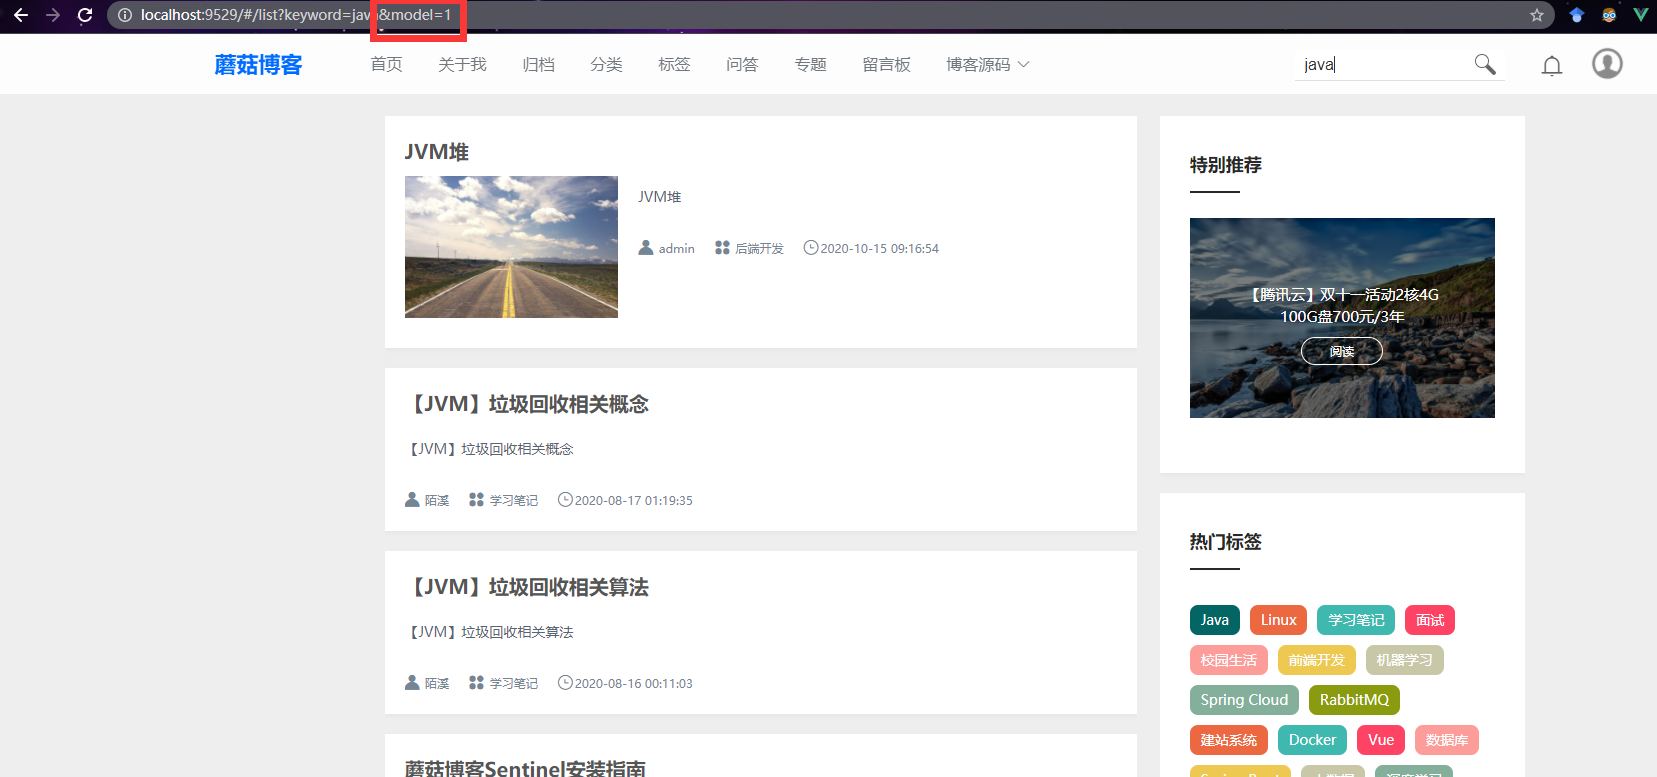 localhost:9529/#/list?keyword=java&model=1
蘑菇博客
首页 关于我 归档 分类 标签 问答 专题 留言板 博客源码
java
JVM堆
JVM堆
admin 后端开发 2020-10-15 09:16:54
【JVM】垃圾回收相关概念
【JVM】垃圾回收相关概念
陌溪 学习笔记 2020-08-17 01:19:35
【JVM】垃圾回收相关算法
【JVM】垃圾回收相关算法
陌溪 学习笔记 2020-08-16 00:11:03
蘑菇博客Sentinel安装指南
特别推荐
【腾讯云】双十一活动2核4G
100G盘700元/3年
阅读
热门标签
Java Linux 学习笔记 面试
校园生活 前端开发 机器学习
Spring Cloud RabbitMQ
建站系统 Docker Vue 数据库
Spring Boot 大数据 深度学习